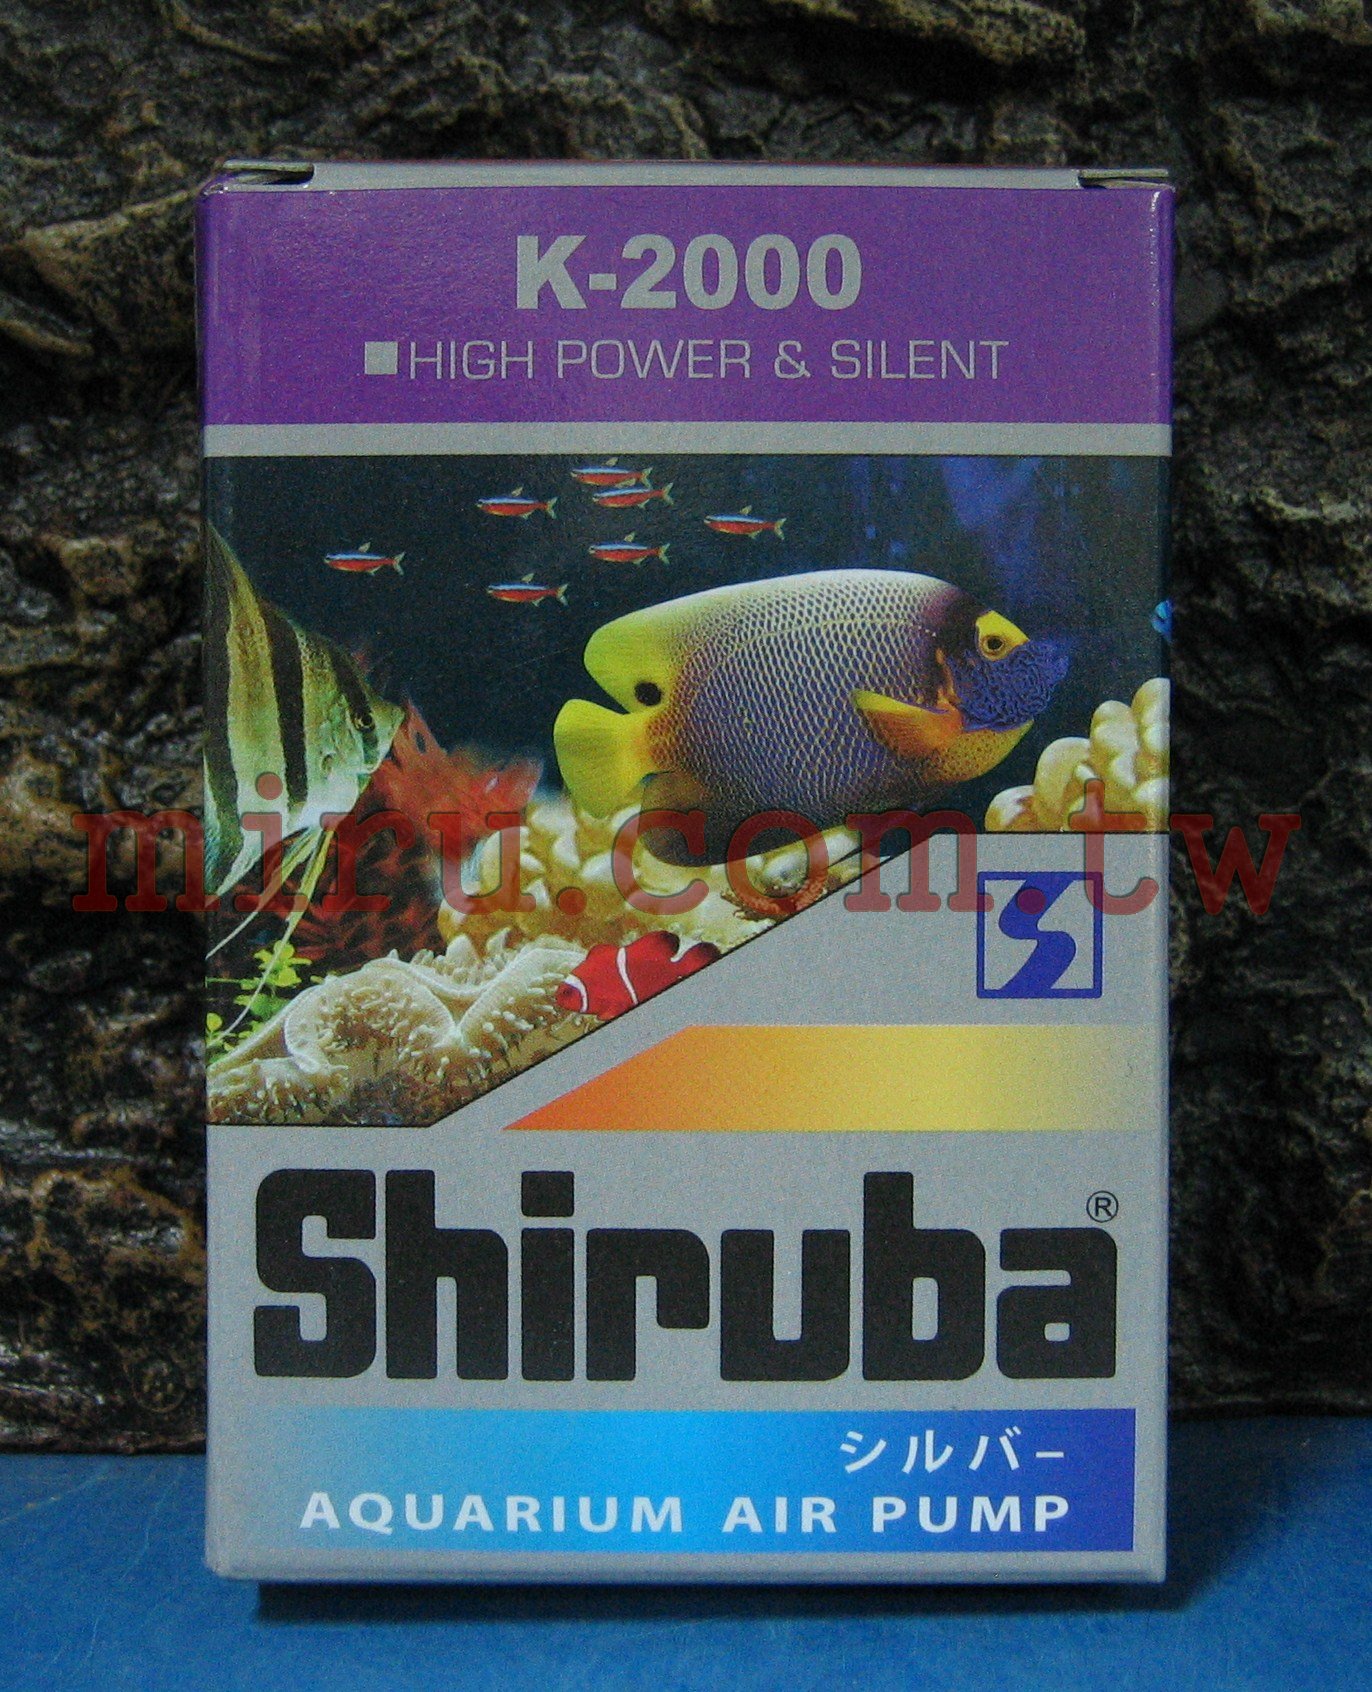 K-2000
■HIGH POWER & SILENT
miru.com.tw
Shiruba®
シルバー
AQUARIUM AIR PUMP